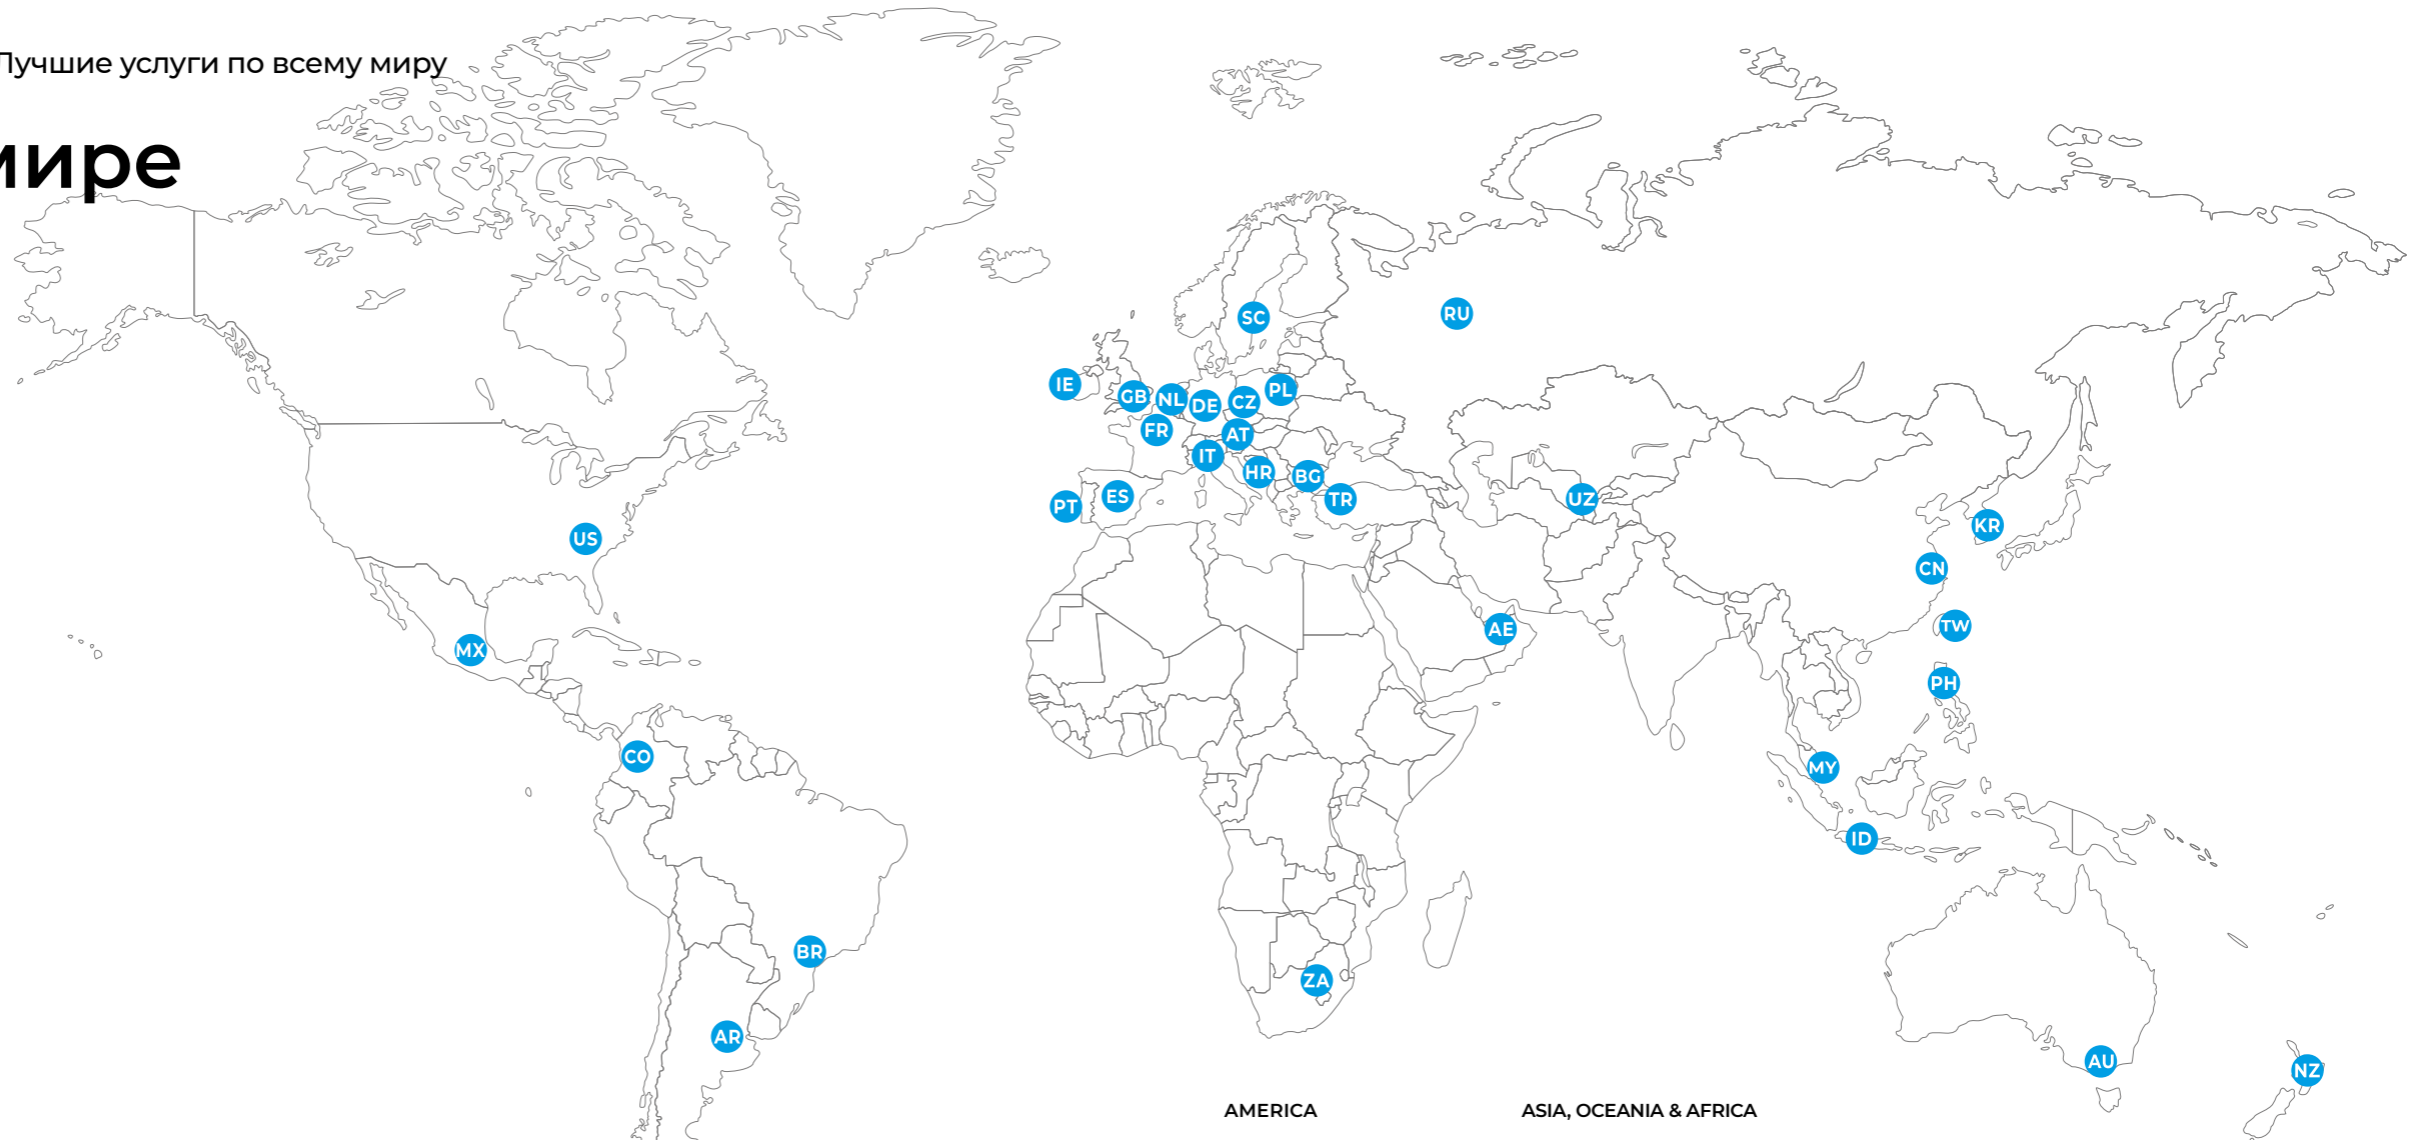 Лучшие услуги по всему миру
мире
SC
RU
IE
GB
NL
DE
CZ
PL
FR
AT
IT
HR
BG
PT
ES
TR
UZ
US
KR
CN
MX
AE
TW
PH
CO
MY
ID
BR
ZA
AR
AU
NZ
AMERICA
ASIA, OCEANIA & AFRICA